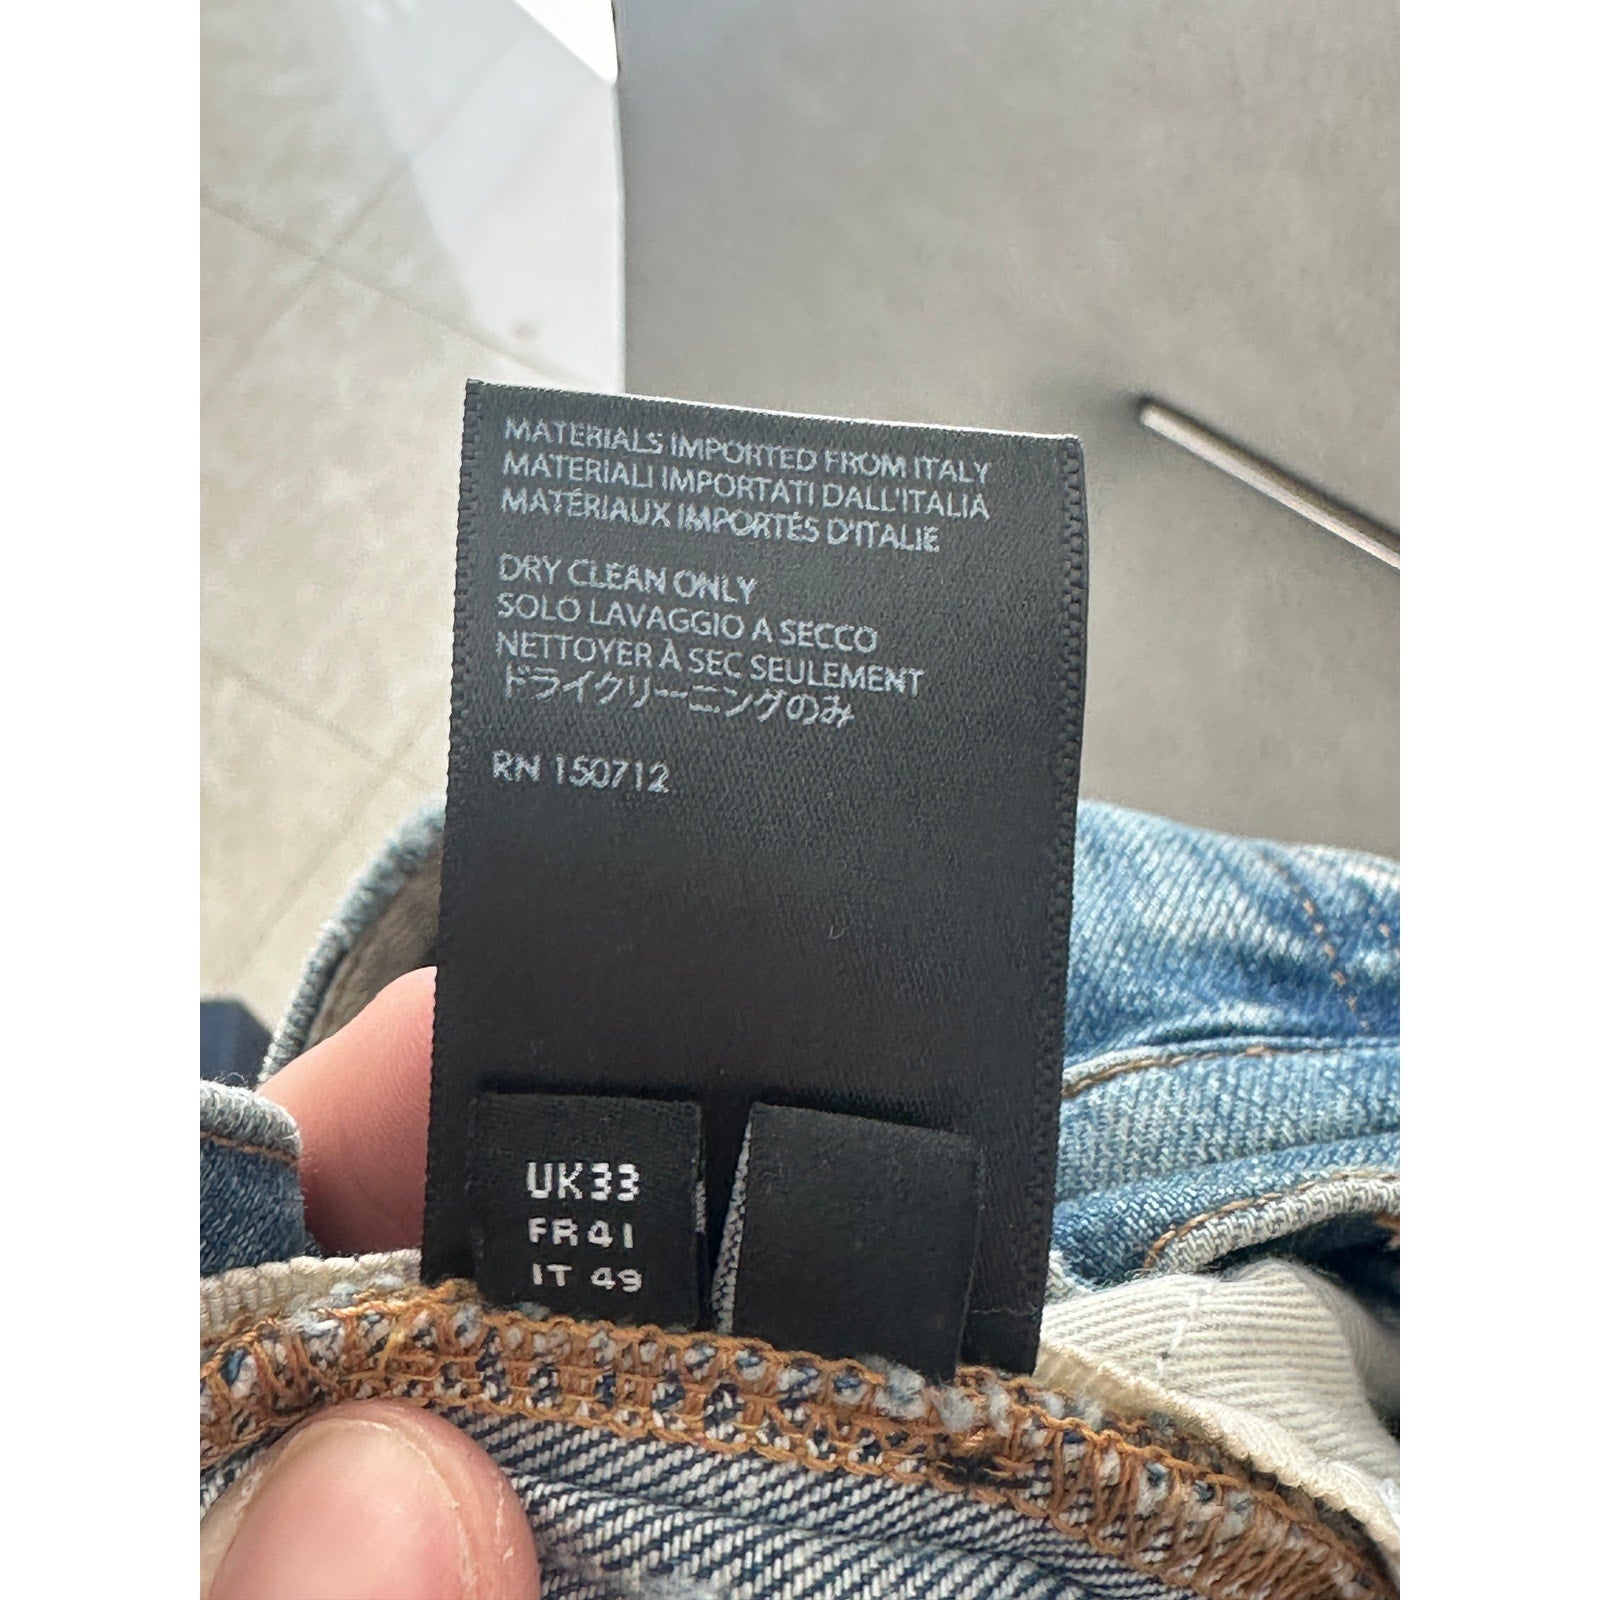 MATERIALS IMPORTED FROM ITALY
MATERIALI IMPORTATI DALL'ITALIA
MATÉRIAUX IMPORTÉS D'ITALIE
DRY CLEAN ONLY
SOLO LAVAGGIO A SECCO
NETTOYER À SEC SEULEMENT
ドライクリーニングのみ
RN 150712
UK33
FR41
IT 49